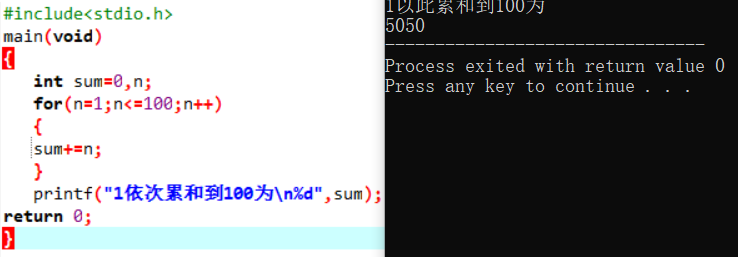 #include<stdio.h>
main(void)
{
int sum=0,n;
for(n=1;n<=100;n++)
{
sum+=n;
}
printf("1依次累和到100为\n%d",sum);
return 0;
}
1以此累和到100为
5050
--------------------------------
Process exited with return value 0
Press any key to continue . . .